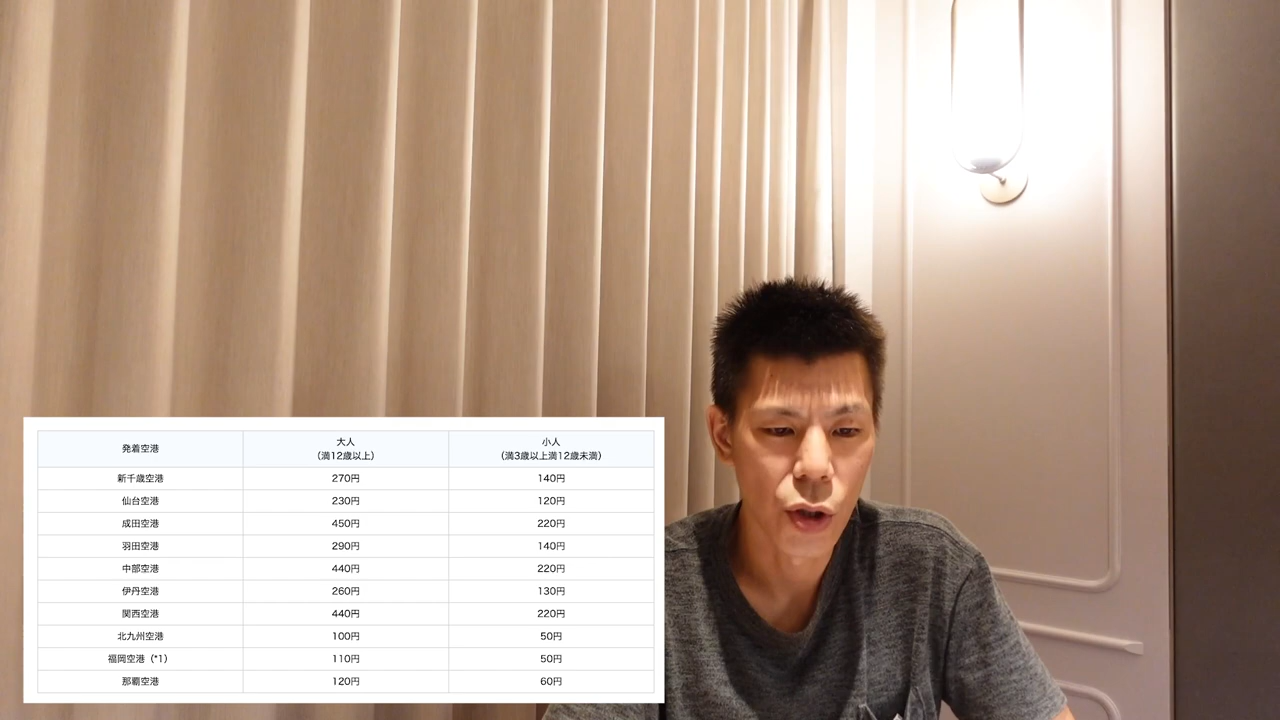 発着空港 大人 小人
（満12歳以上） （満3歳以上満12歳未満）
新千歳空港 270円 140円
仙台空港 230円 120円
成田空港 450円 220円
羽田空港 290円 140円
中部空港 440円 220円
伊丹空港 260円 130円
関西空港 440円 220円
北九州空港 100円 50円
福岡空港（*1） 110円 50円
那覇空港 120円 60円